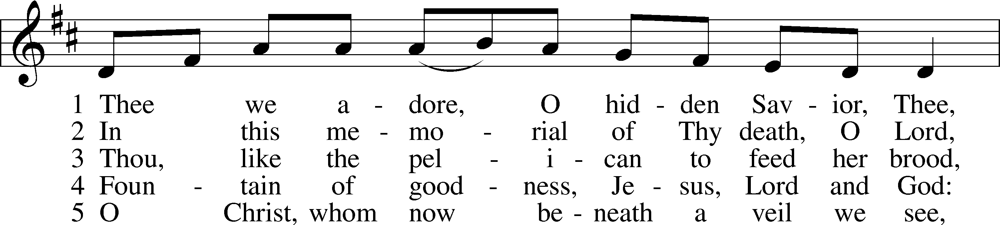 1 Thee we a - dore, O hid - den Sav - ior, Thee,
2 In this me - mo - rial of Thy death, O Lord,
3 Thou, like the pel - i - can to feed her brood,
4 Foun - tain of good - ness, Je - sus, Lord and God:
5 O Christ, whom now be - neath a veil we see,